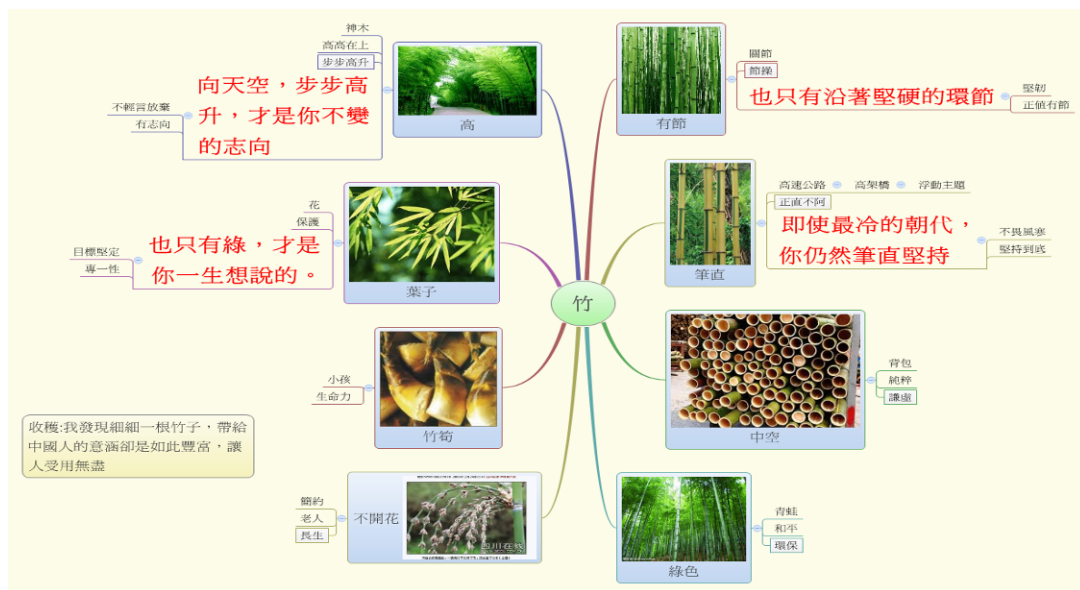 竹
神木
高高在上
步步高升
向天空，步步高
升，才是你不變
的志向
不輕言放棄
有志向
高
花
保護
也只有綠，才是
你一生想說的。
目標堅定
專一性
葉子
小孩
生命力
竹筍
簡約
老人
長生
不開花
四川在线
收穫:我發現細細一根竹子，帶給
中國人的意涵卻是如此豐富，讓
人受用無盡
有節
關節
節操
也只有沿著堅硬的環節
堅韌
正值有節
筆直
高速公路
高架橋
浮動主題
正直不阿
即使最冷的朝代，
你仍然筆直堅持
不畏風寒
堅持到底
中空
背包
純粹
謙虛
綠色
青蛙
和平
環保